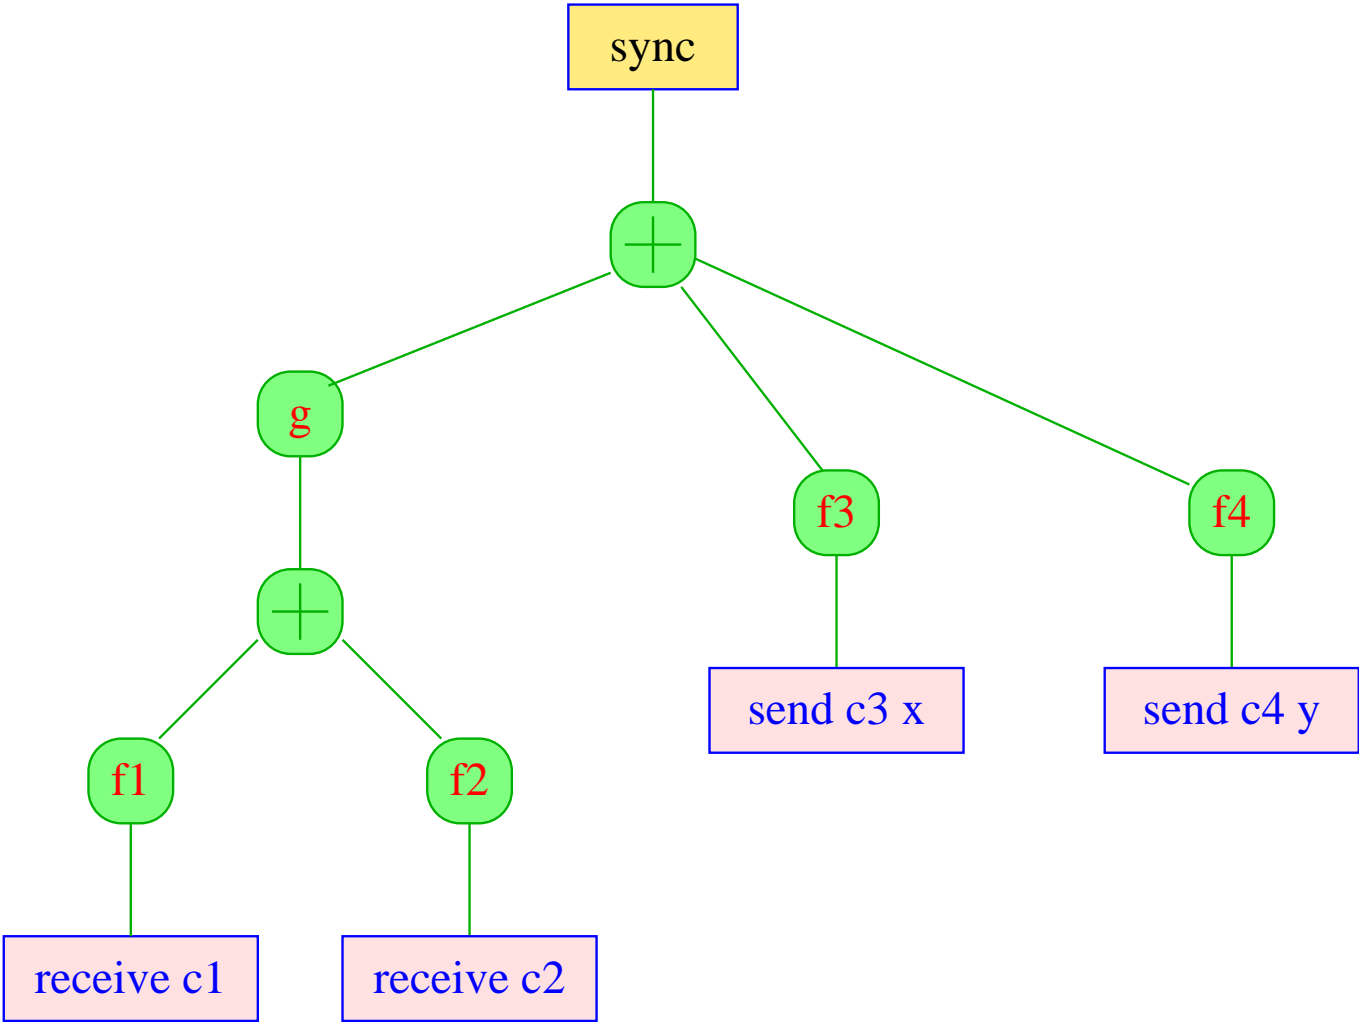 sync
g
f3
f4
send c3 x
send c4 y
f1
f2
receive c1
receive c2